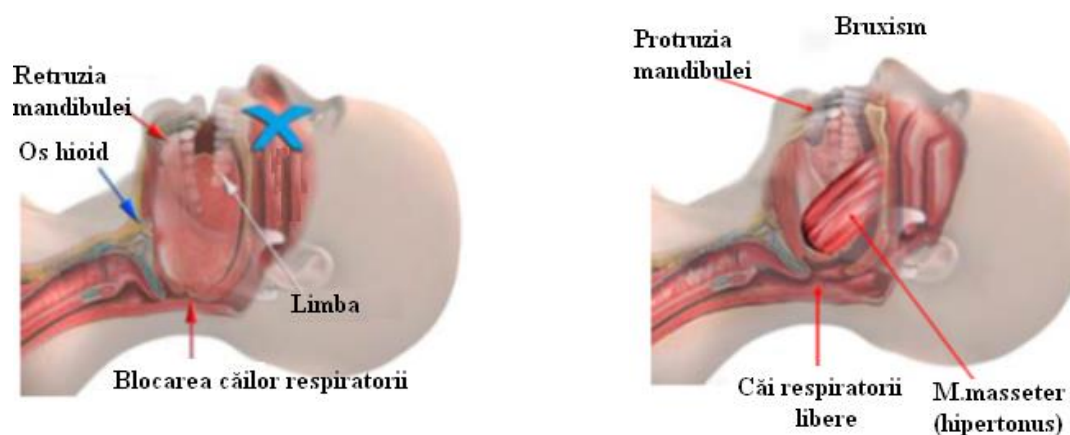 Retruzia
mandibulei
Os hioid
Limba
Blocarea căilor respiratorii
Bruxism
Protruzia
mandibulei
Căi respiratorii
libere
M.masseter
(hipertonus)